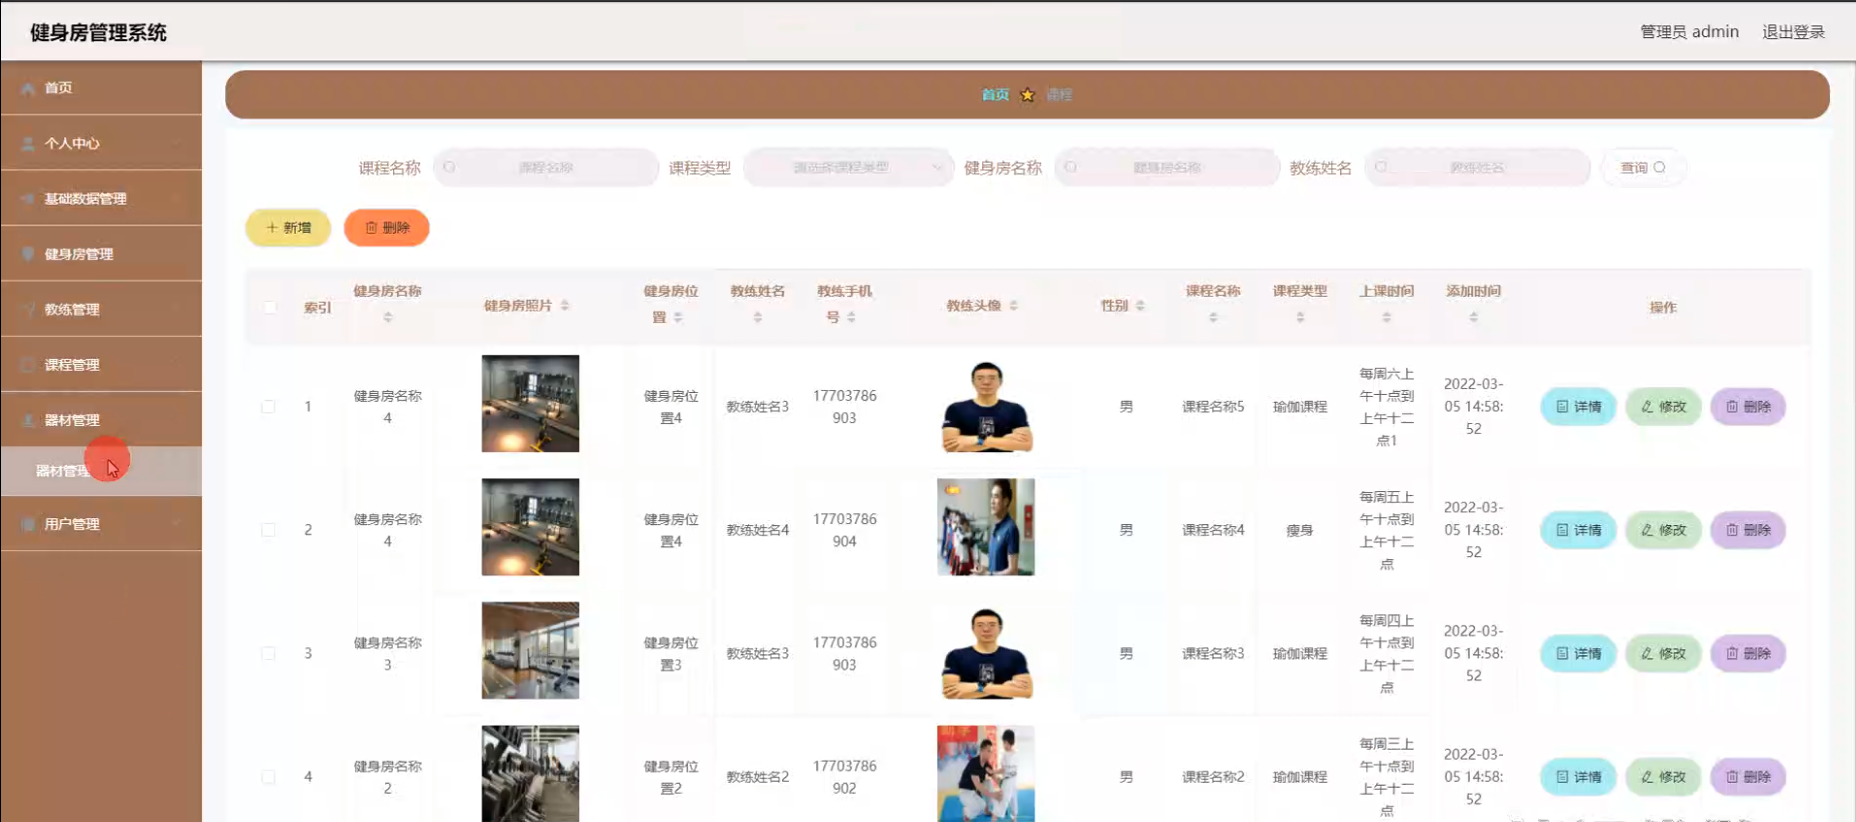 健身房管理系统
管理员 admin 退出登录
首页
个人中心
基础数据管理
健身房管理
教练管理
课程管理
器材管理
器材管理
用户管理
首页 课程
课程名称 课程名称 课程类型 请选择课程类型 健身房名称 健身房名称 教练姓名 教练姓名 查询
新增 删除
索引 健身房名称 健身房照片 健身房位置 教练姓名 教练手机号 教练头像 性别 课程名称 课程类型 上课时间 添加时间 操作
1 健身房名称4 健身房位置4 教练姓名3 17703786903 男 课程名称5 瑜伽课程 每周六上午十点到上午十二点1 2022-03-05 14:58:52 详情 修改 删除
2 健身房名称4 健身房位置4 教练姓名4 17703786904 男 课程名称4 瘦身 每周五上午十点到上午十二点 2022-03-05 14:58:52 详情 修改 删除
3 健身房名称3 健身房位置3 教练姓名3 17703786903 男 课程名称3 瑜伽课程 每周四上午十点到上午十二点 2022-03-05 14:58:52 详情 修改 删除
4 健身房名称2 健身房位置2 教练姓名2 17703786902 男 课程名称2 瑜伽课程 每周三上午十点到上午十二点 2022-03-05 14:58:52 详情 修改 删除